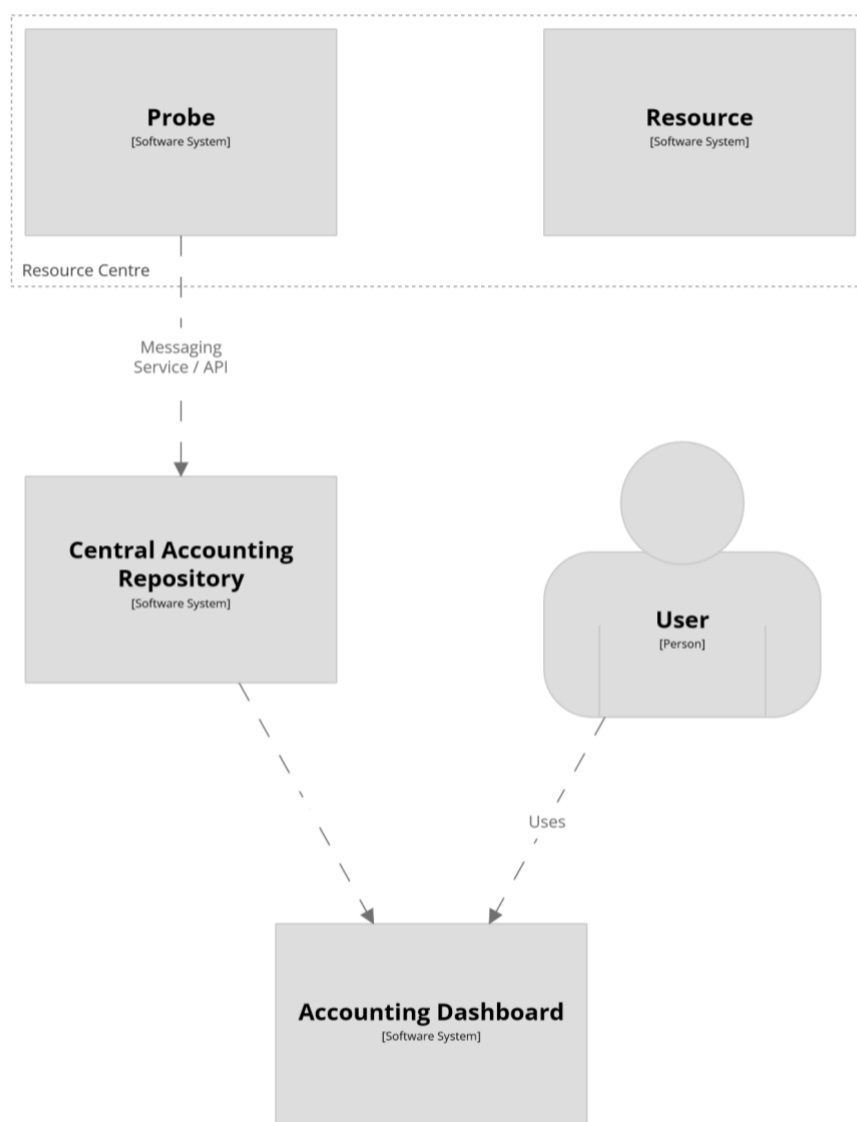 Probe
[Software System]
Resource
[Software System]
Resource Centre
Messaging
Service / API
Central Accounting
Repository
[Software System]
User
[Person]
Uses
Accounting Dashboard
[Software System]